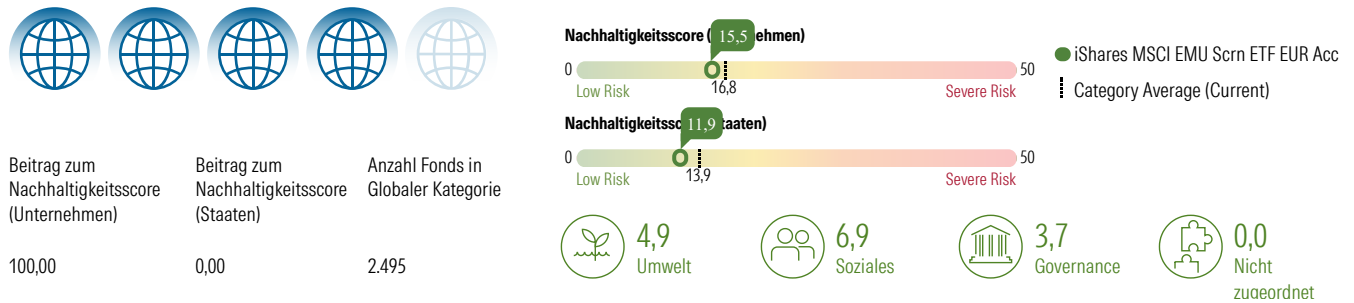 Beitrag zum
Nachhaltigkeitsscore
(Unternehmen)
100,00
Beitrag zum
Nachhaltigkeitsscore
(Staaten)
0,00
Anzahl Fonds in
Globaler Kategorie
2.495
Nachhaltigkeitsscore ( ehmen)
15,5
0
50
Low Risk
16,8
Severe Risk
Nachhaltigkeitssc taaten)
11,9
0
50
Low Risk
13,9
Severe Risk
iShares MSCI EMU Scrn ETF EUR Acc
Category Average (Current)
4,9
Umwelt
6,9
Soziales
3,7
Governance
0,0
Nicht
zugeordnet